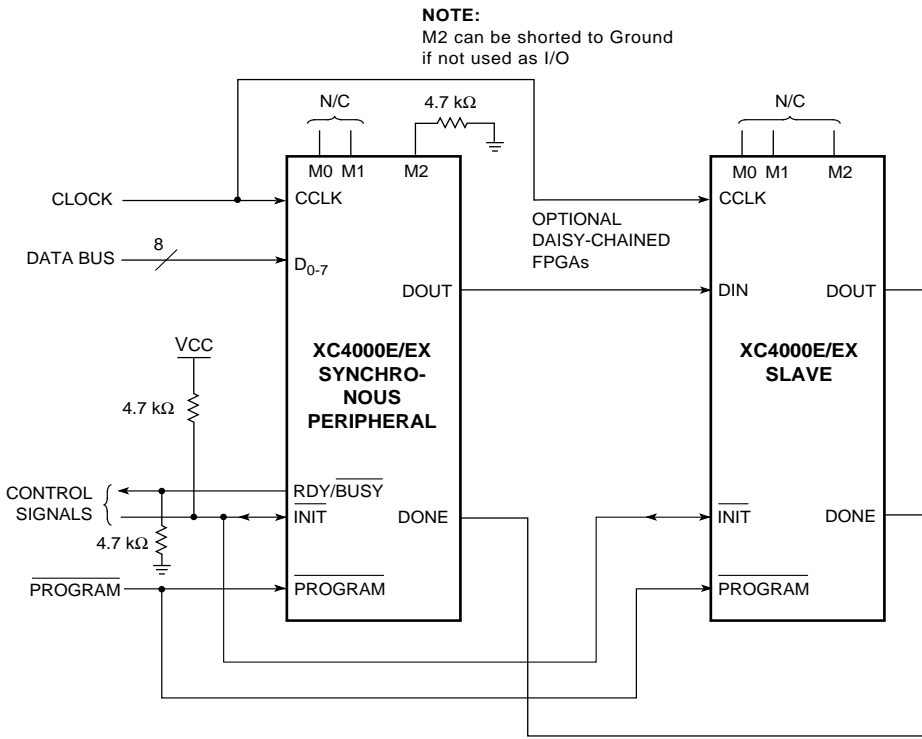 NOTE:
M2 can be shorted to Ground
if not used as I/O
N/C
4.7 kΩ
N/C
M0 M1 M2
M0 M1 M2
CLOCK
CCLK
CCLK
OPTIONAL
DAISY-CHAINED
FPGAs
DATA BUS
8
D0-7
DOUT
DIN
DOUT
VCC
4.7 kΩ
XC4000E/EX
SYNCHRO-
NOUS
PERIPHERAL
XC4000E/EX
SLAVE
CONTROL
SIGNALS
RDY/BUSY
INIT
DONE
INIT
DONE
4.7 kΩ
PROGRAM
PROGRAM
PROGRAM